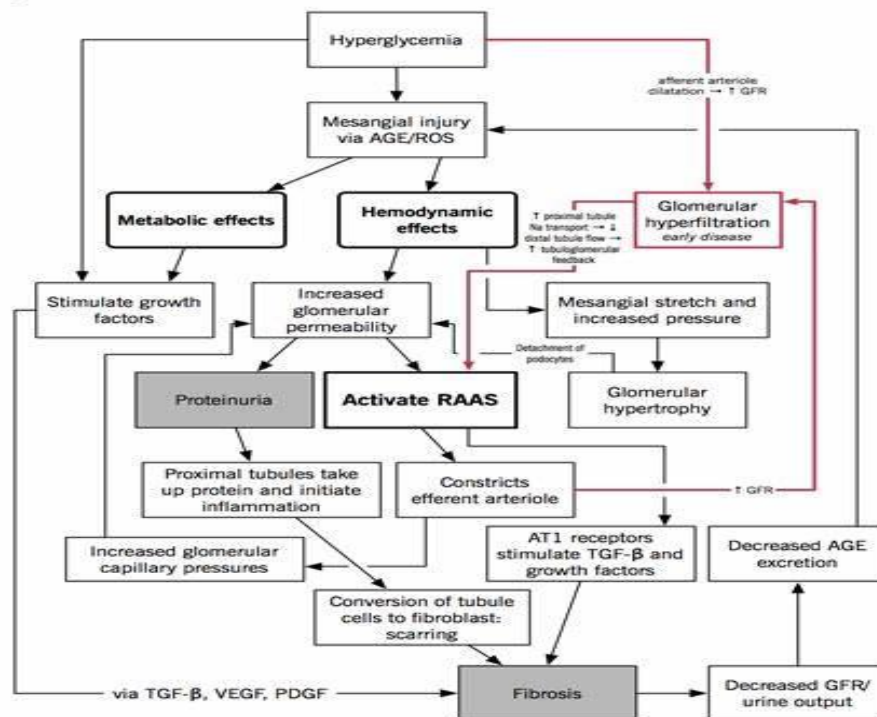 Hyperglycemia
afferent arteriole
dilatation → ↑ GFR
Mesangial injury
via AGE/ROS
Metabolic effects
Hemodynamic
effects
↑ proximal tubule
Na transport → ↓
distal tubule flow →
↑ tubuloglomerular
feedback
Glomerular
hyperfiltration
early disease
Stimulate growth
factors
Increased
glomerular
permeability
Mesangial stretch and
increased pressure
Detachment of
podocytes
Proteinuria
Activate RAAS
Glomerular
hypertrophy
Proximal tubules take
up protein and initiate
inflammation
Constricts
efferent arteriole
↑ GFR
Increased glomerular
capillary pressures
AT1 receptors
stimulate TGF-β and
growth factors
Decreased AGE
excretion
Conversion of tubule
cells to fibroblast:
scarring
via TGF-β, VEGF, PDGF
Fibrosis
Decreased GFR/
urine output